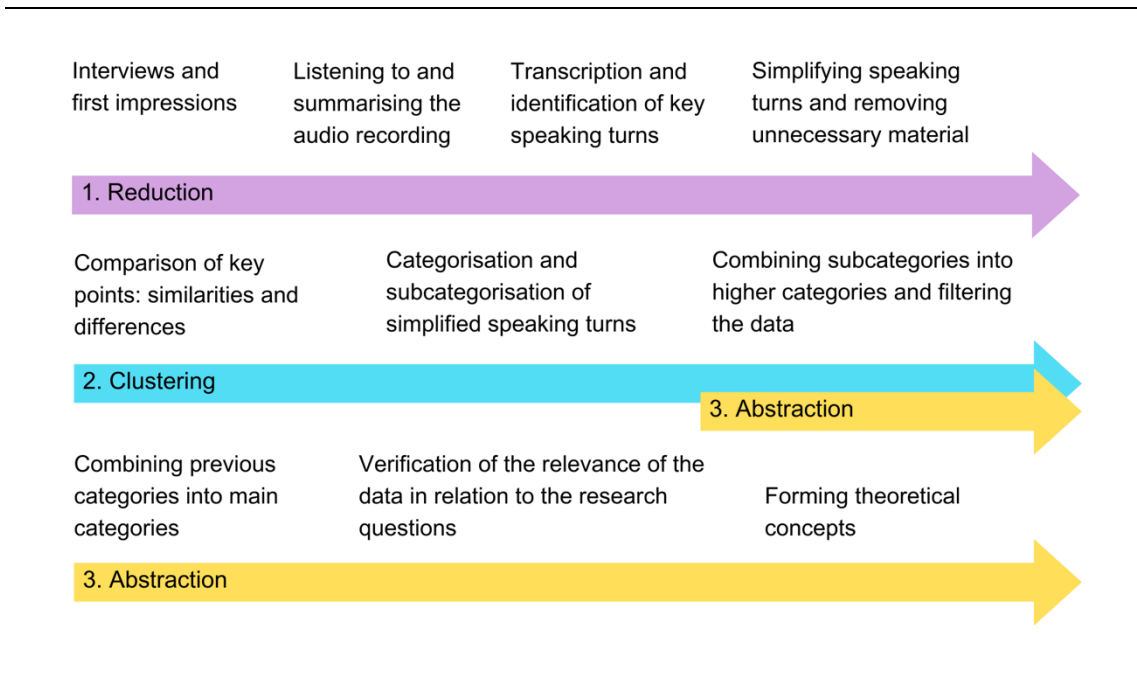 Interviews and
first impressions
Listening to and
summarising the
audio recording
Transcription and
identification of key
speaking turns
Simplifying speaking
turns and removing
unnecessary material
1. Reduction
Comparison of key
points: similarities and
differences
Categorisation and
subcategorisation of
simplified speaking turns
Combining subcategories into
higher categories and filtering
the data
2. Clustering
3. Abstraction
Combining previous
categories into main
categories
Verification of the relevance of the
data in relation to the research
questions
Forming theoretical
concepts
3. Abstraction